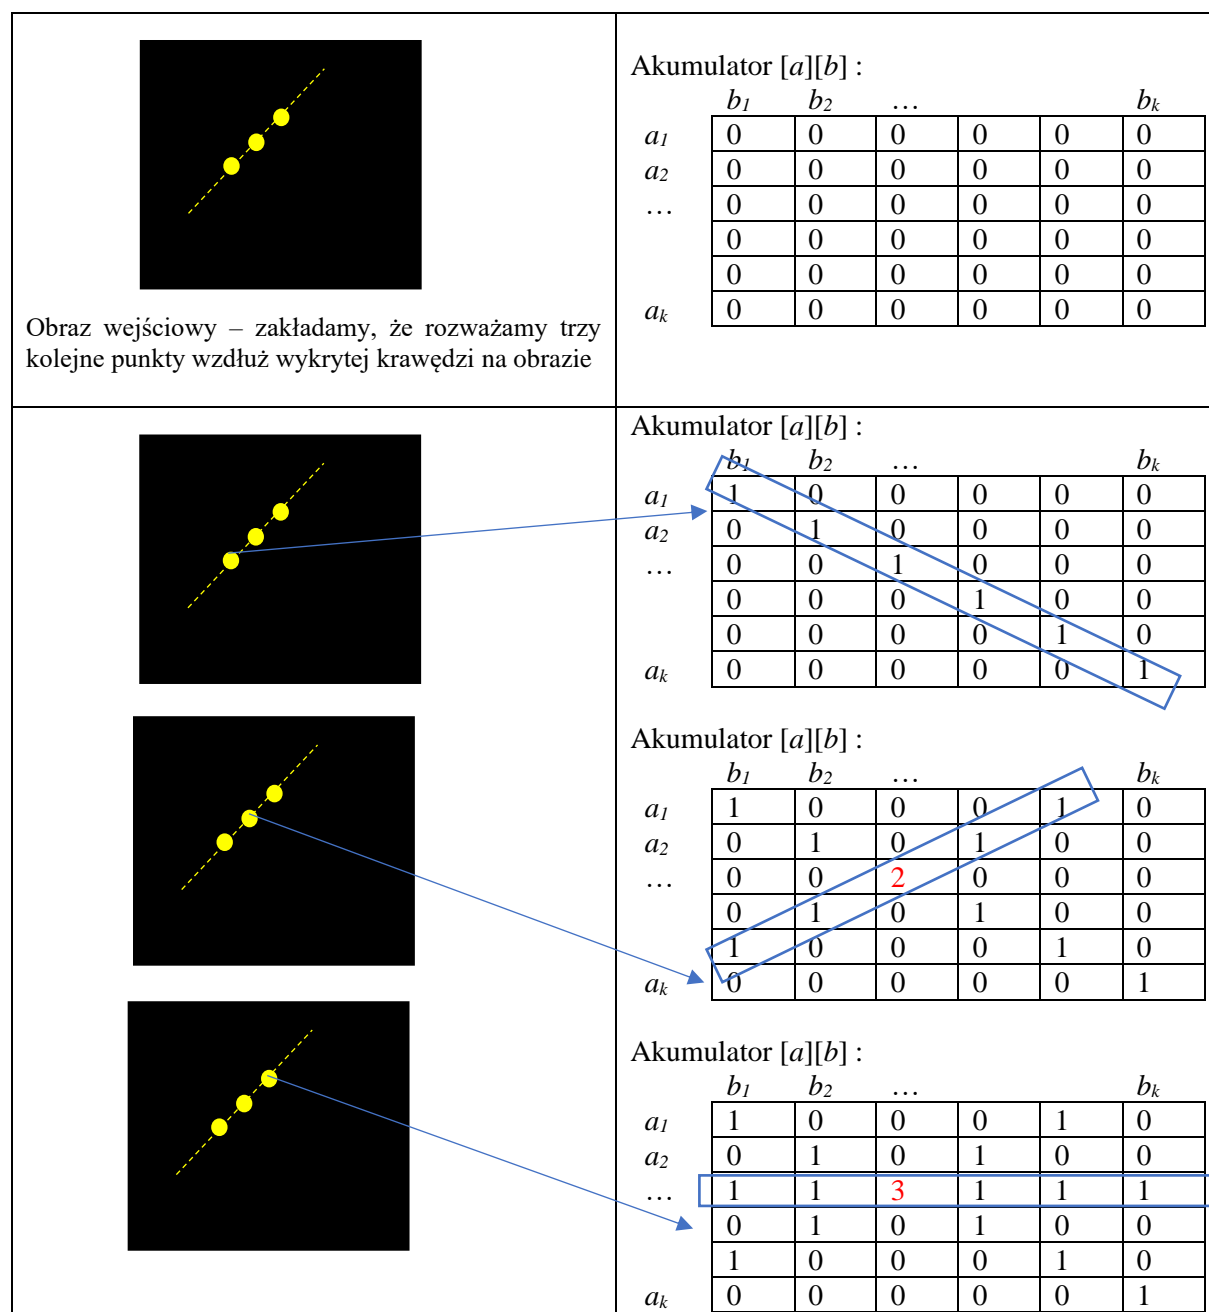 Akumulator [a][b] :
b1 b2 … bk
a1 0 0 0 0 0 0
a2 0 0 0 0 0 0
… 0 0 0 0 0 0
0 0 0 0 0 0
0 0 0 0 0 0
ak 0 0 0 0 0 0
Obraz wejściowy – zakładamy, że rozważamy trzy
kolejne punkty wzdłuż wykrytej krawędzi na obrazie
Akumulator [a][b] :
b1 b2 … bk
a1 1 0 0 0 0 0
a2 0 1 0 0 0 0
… 0 0 1 0 0 0
0 0 0 1 0 0
0 0 0 0 1 0
ak 0 0 0 0 0 1
Akumulator [a][b] :
b1 b2 … bk
a1 1 0 0 0 1 0
a2 0 1 0 1 0 0
… 0 0 2 0 0 0
0 1 0 1 0 0
1 0 0 0 1 0
ak 0 0 0 0 0 1
Akumulator [a][b] :
b1 b2 … bk
a1 1 0 0 0 1 0
a2 0 1 0 1 0 0
… 1 1 3 1 1 1
0 1 0 1 0 0
1 0 0 0 1 0
ak 0 0 0 0 0 1